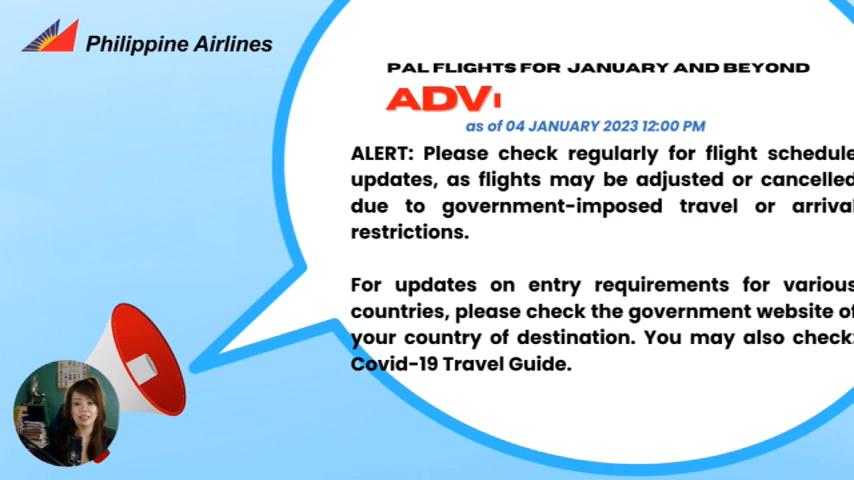 Philippine Airlines
PAL FLIGHTS FOR JANUARY AND BEYOND
ADVI
as of 04 JANUARY 2023 12:00 PM
ALERT: Please check regularly for flight schedule
updates, as flights may be adjusted or cancelled
due to government-imposed travel or arrival
restrictions.
For updates on entry requirements for various
countries, please check the government website of
your country of destination. You may also check:
Covid-19 Travel Guide.